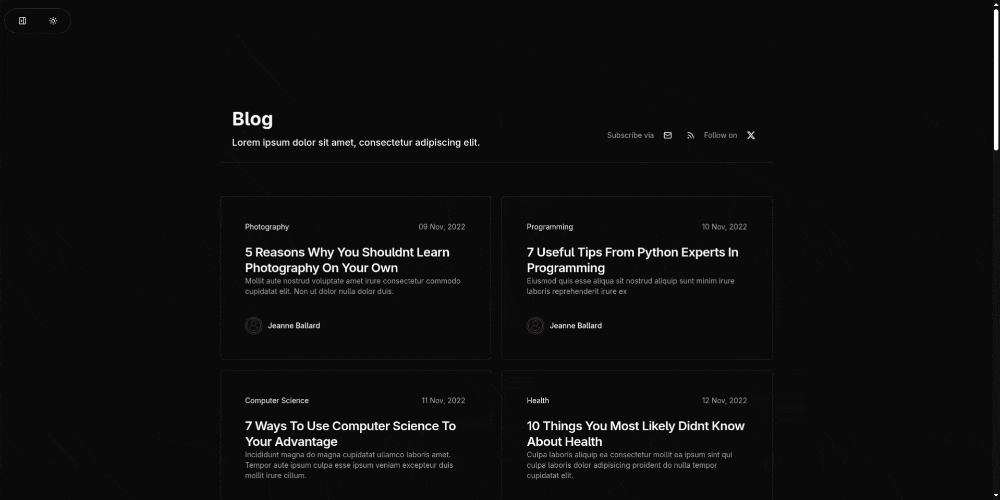 Blog
Lorem ipsum dolor sit amet, consectetur adipiscing elit.
Subscribe via
Follow on
Photography
09 Nov, 2022
5 Reasons Why You Shouldnt Learn
Photography On Your Own
Mollit aute nostrud voluptate amet irure consectetur commodo
cupidatat elit. Non ut dolor nulla dolor duis.
Jeanne Ballard
Programming
10 Nov, 2022
7 Useful Tips From Python Experts In
Programming
Eiusmod quis esse aliqua sit nostrud aliquip sunt minim irure
laboris reprehenderit irure ex
Jeanne Ballard
Computer Science
11 Nov, 2022
7 Ways To Use Computer Science To
Your Advantage
Incididunt magna do magna cupidatat ullamco laboris amet.
Tempor aute ipsum culpa esse ipsum veniam excepteur duis
mollit irure cillum.
Health
12 Nov, 2022
10 Things You Most Likely Didnt Know
About Health
Culpa laboris aliquip ea consectetur mollit ea ipsum sint qui
culpa laboris dolor adipisicing proident do nulla tempor
cupidatat elit.